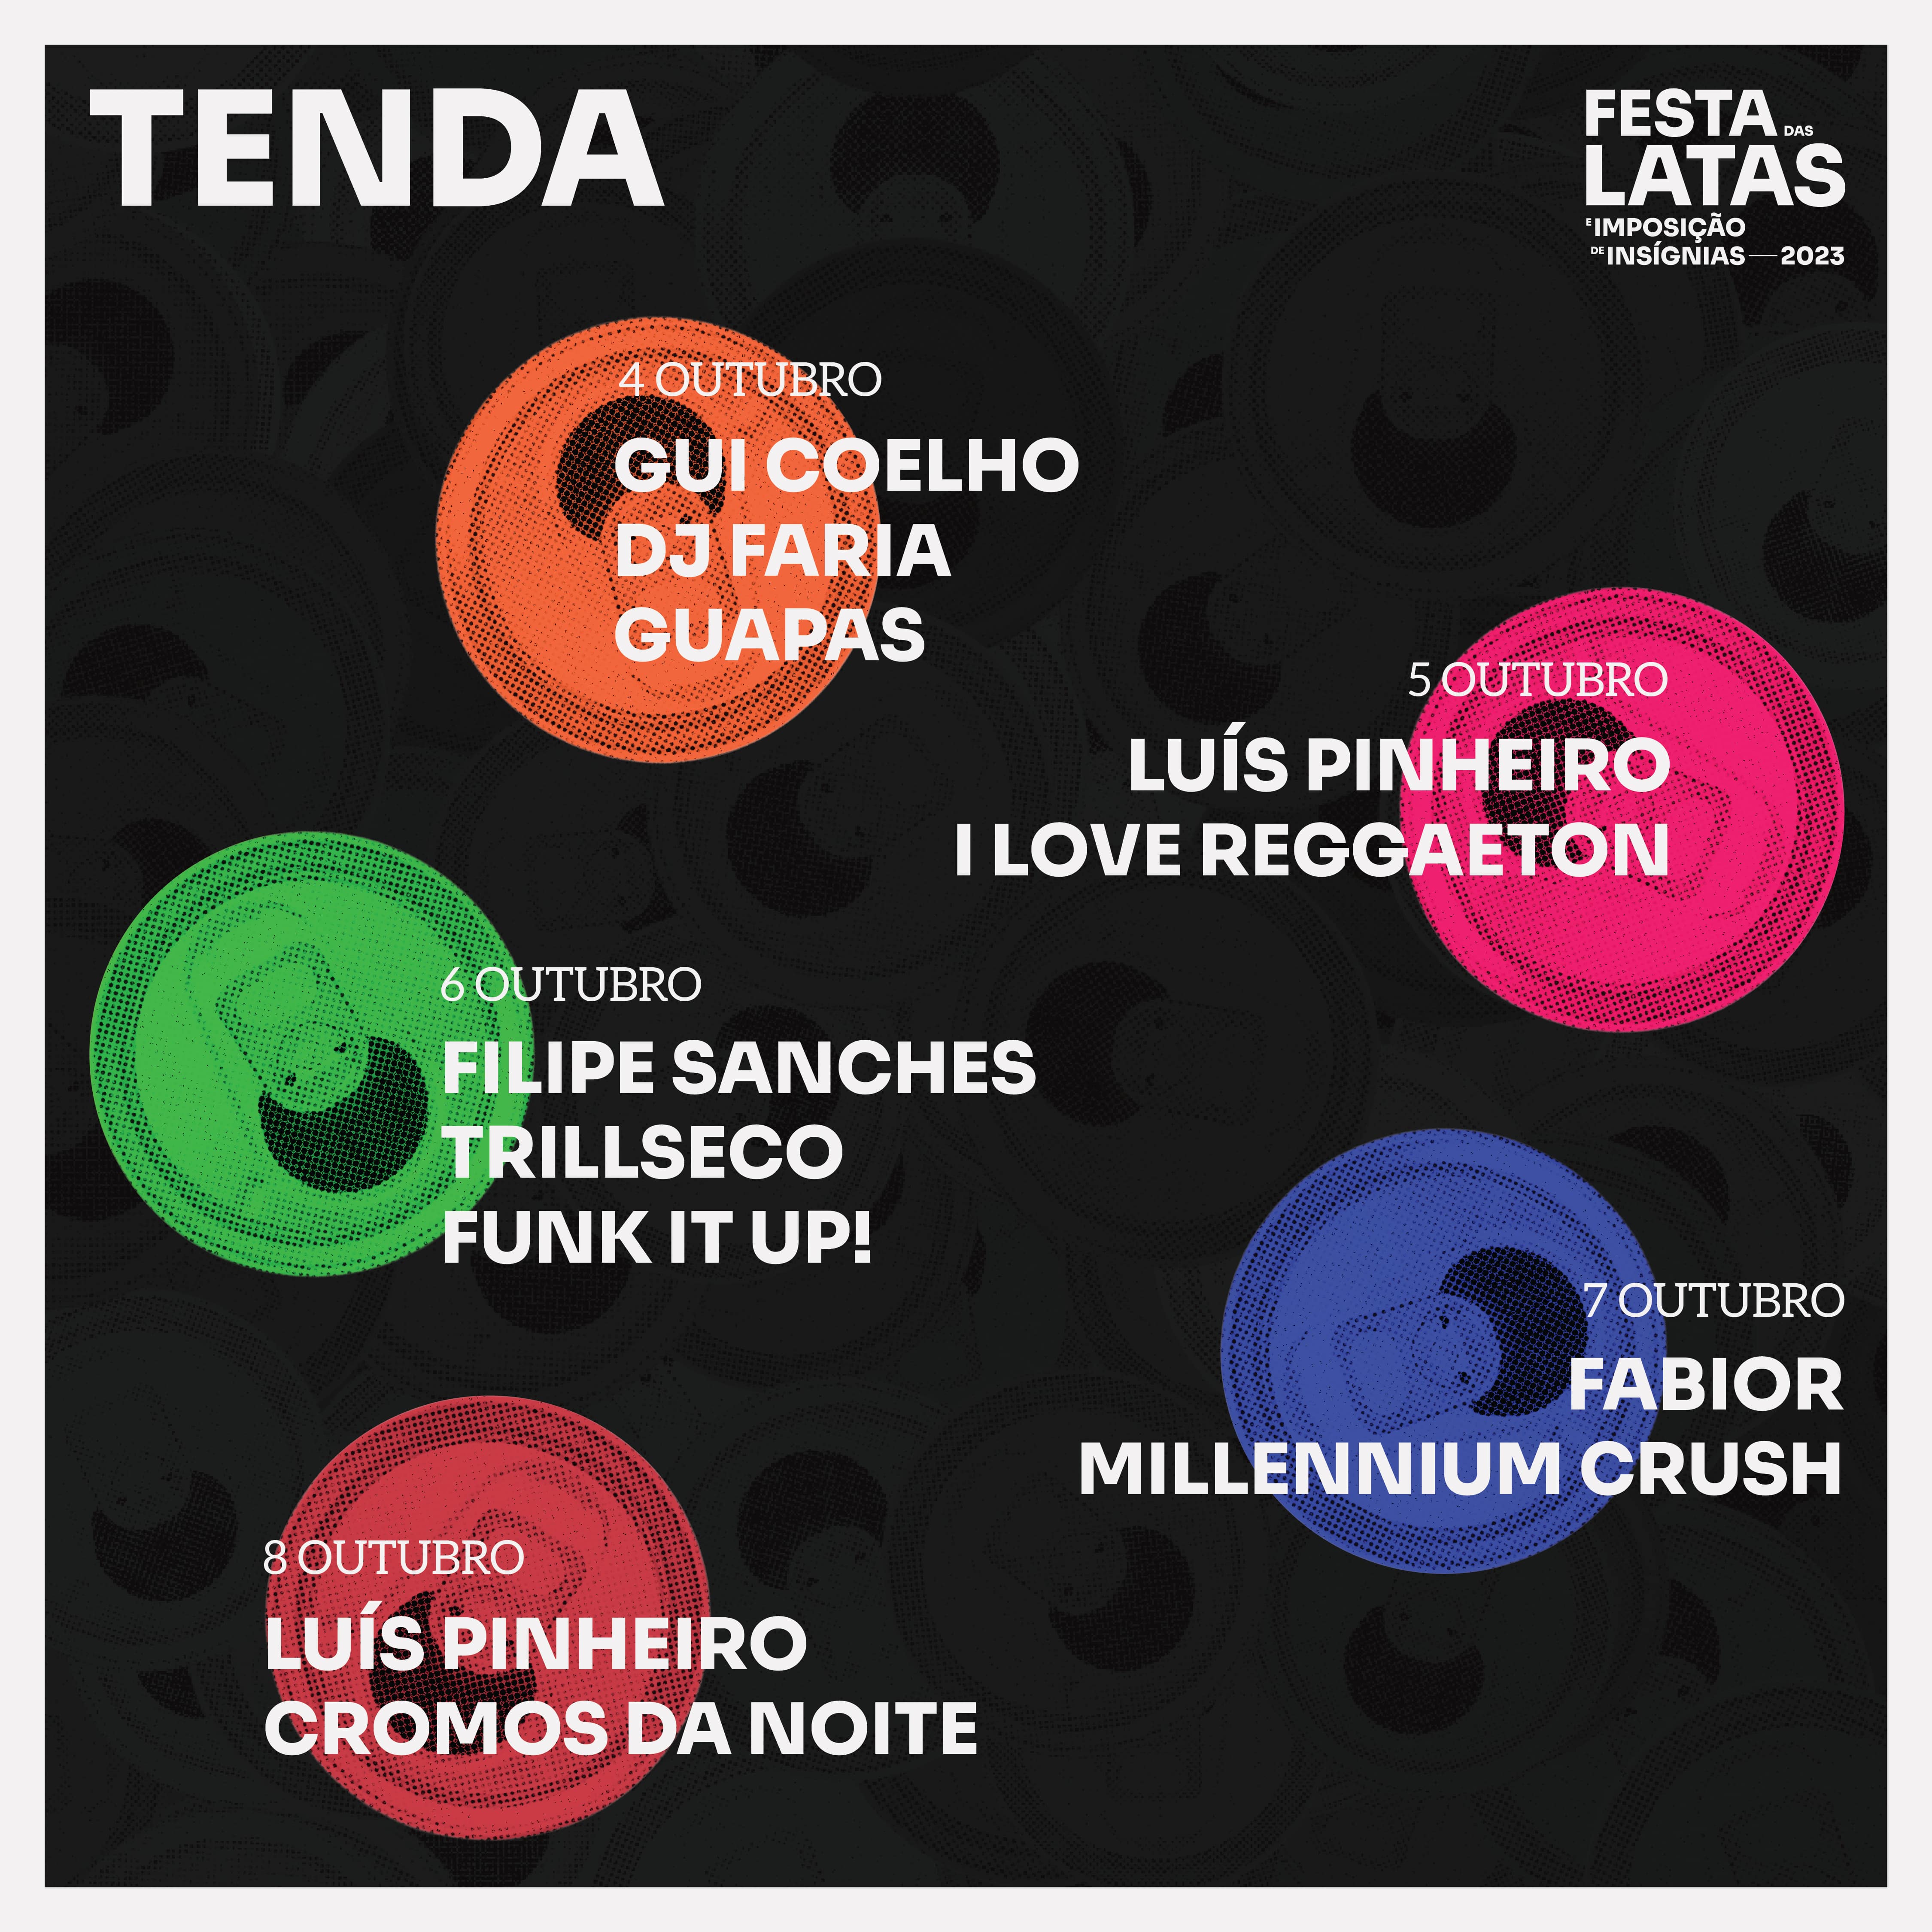 TENDA
FESTA DAS
LATAS
E IMPOSIÇÃO
DE INSÍGNIAS — 2023
4 OUTUBRO
GUI COELHO
DJ FARIA
GUAPAS
5 OUTUBRO
LUÍS PINHEIRO
I LOVE REGGAETON
6 OUTUBRO
FILIPE SANCHES
TRILLSECO
FUNK IT UP!
7 OUTUBRO
FABIOR
MILLENNIUM CRUSH
8 OUTUBRO
LUÍS PINHEIRO
CROMOS DA NOITE